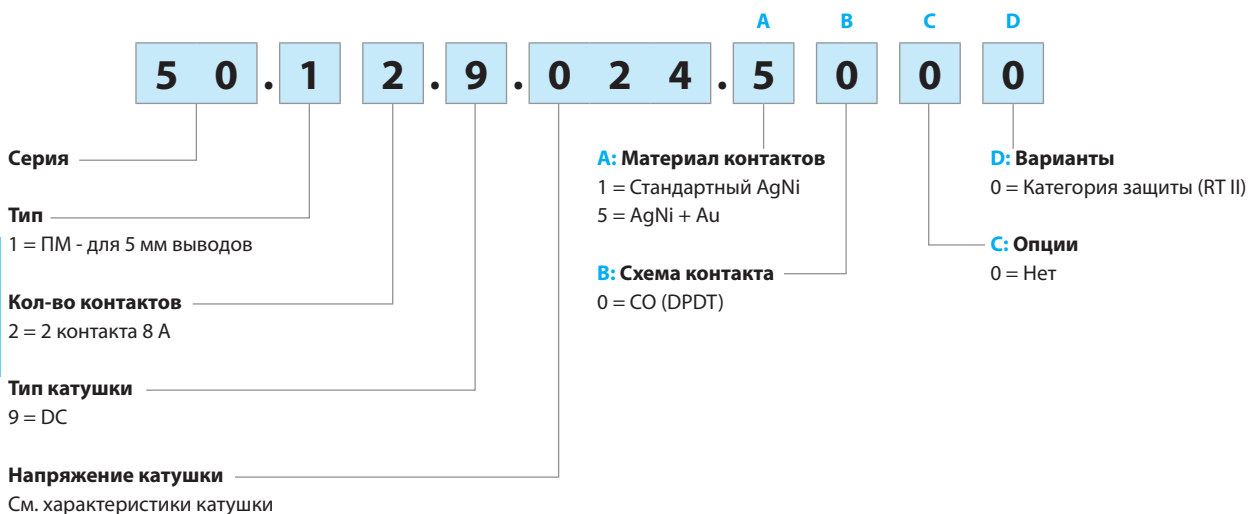 A B C D
5 0 . 1 2 . 9 . 0 2 4 . 5 0 0 0
Серия
Тип
1 = ПМ - для 5 мм выводов
Кол-во контактов
2 = 2 контакта 8 А
Тип катушки
9 = DC
Напряжение катушки
См. характеристики катушки
A: Материал контактов
1 = Стандартный AgNi
5 = AgNi + Au
B: Схема контакта
0 = CO (DPDT)
D: Варианты
0 = Категория защиты (RT II)
C: Опции
0 = Нет